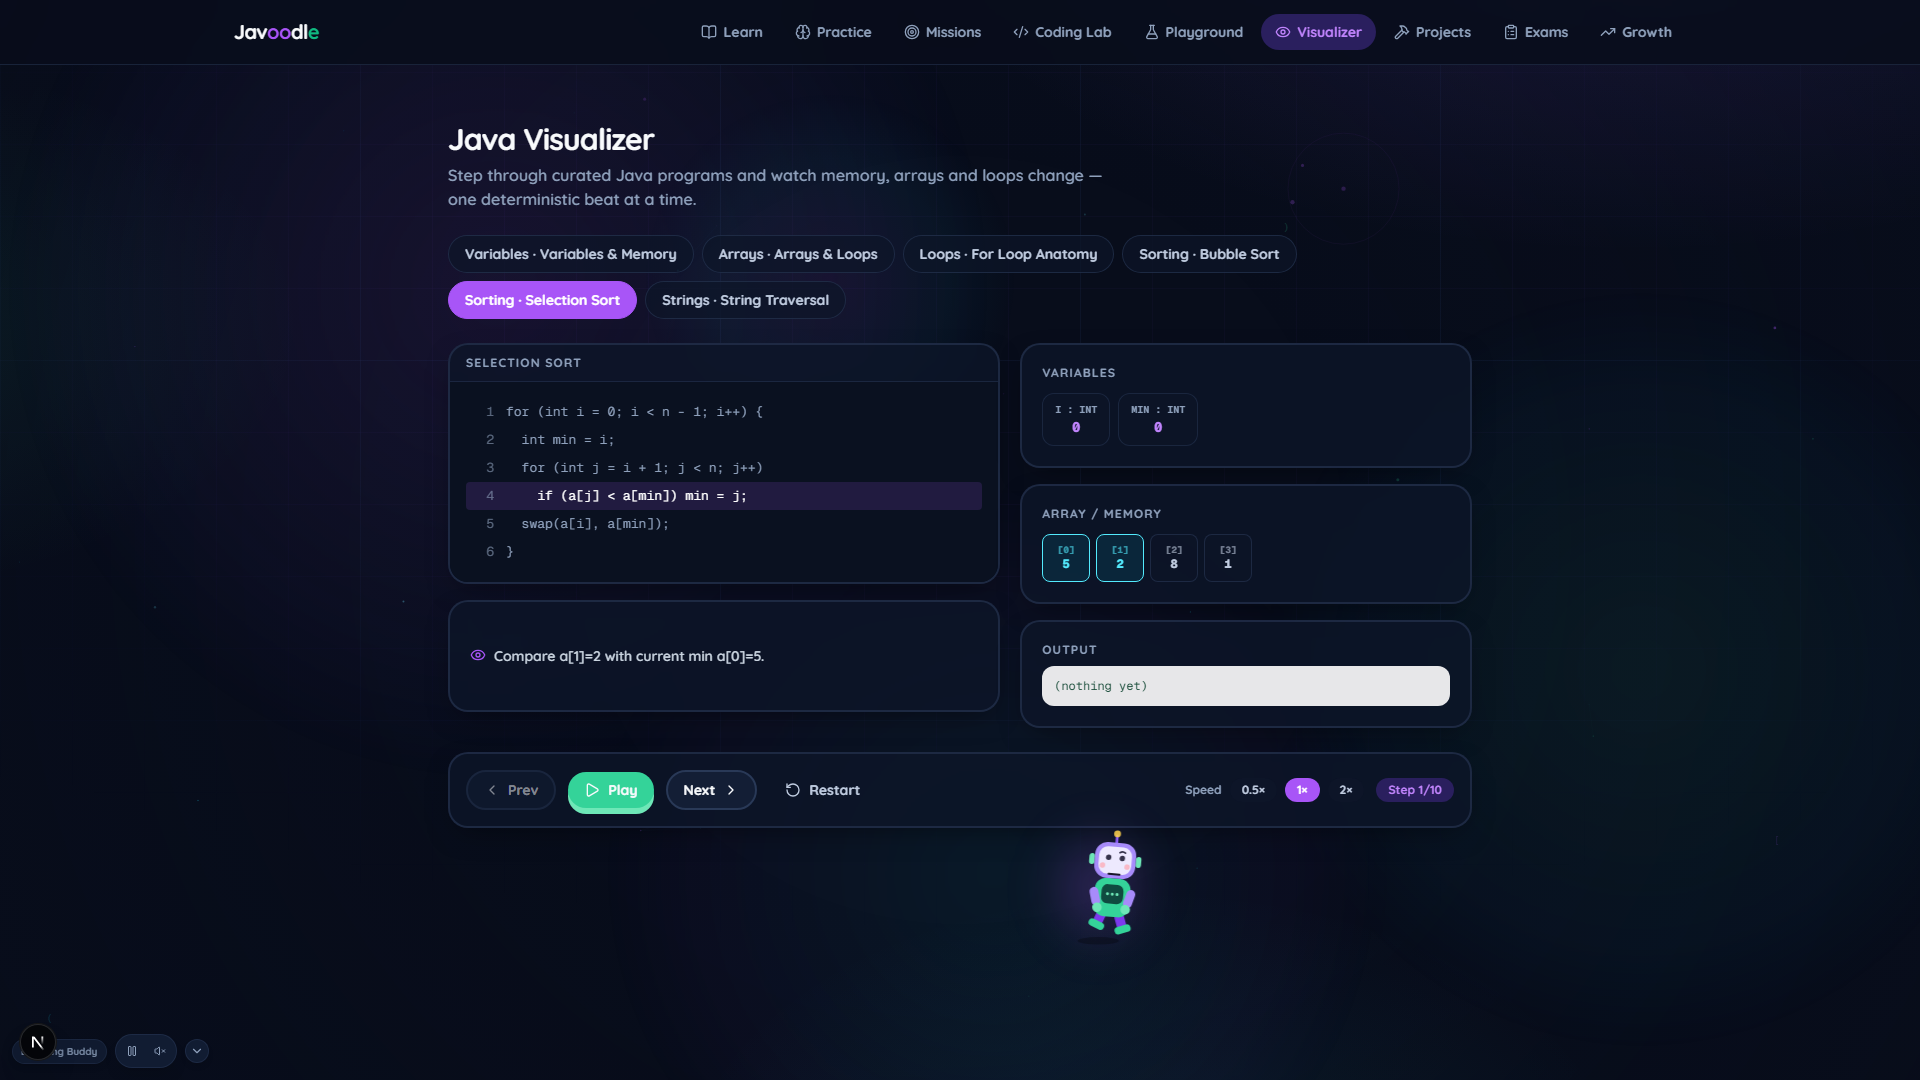 Javoodle
Learn
Practice
Missions
Coding Lab
Playground
Visualizer
Projects
Exams
Growth
Java Visualizer
Step through curated Java programs and watch memory, arrays and loops change —
one deterministic beat at a time.
Variables · Variables & Memory
Arrays · Arrays & Loops
Loops · For Loop Anatomy
Sorting · Bubble Sort
Sorting · Selection Sort
Strings · String Traversal
SELECTION SORT
1 for (int i = 0; i < n - 1; i++) {
2 int min = i;
3 for (int j = i + 1; j < n; j++)
4 if (a[j] < a[min]) min = j;
5 swap(a[i], a[min]);
6 }
Compare a[1]=2 with current min a[0]=5.
VARIABLES
I : INT
0
MIN : INT
0
ARRAY / MEMORY
[0] [1] [2] [3]
5 2 8 1
OUTPUT
(nothing yet)
Prev
Play
Next
Restart
Speed
0.5×
1×
2×
Step 1/10
N
Buddy